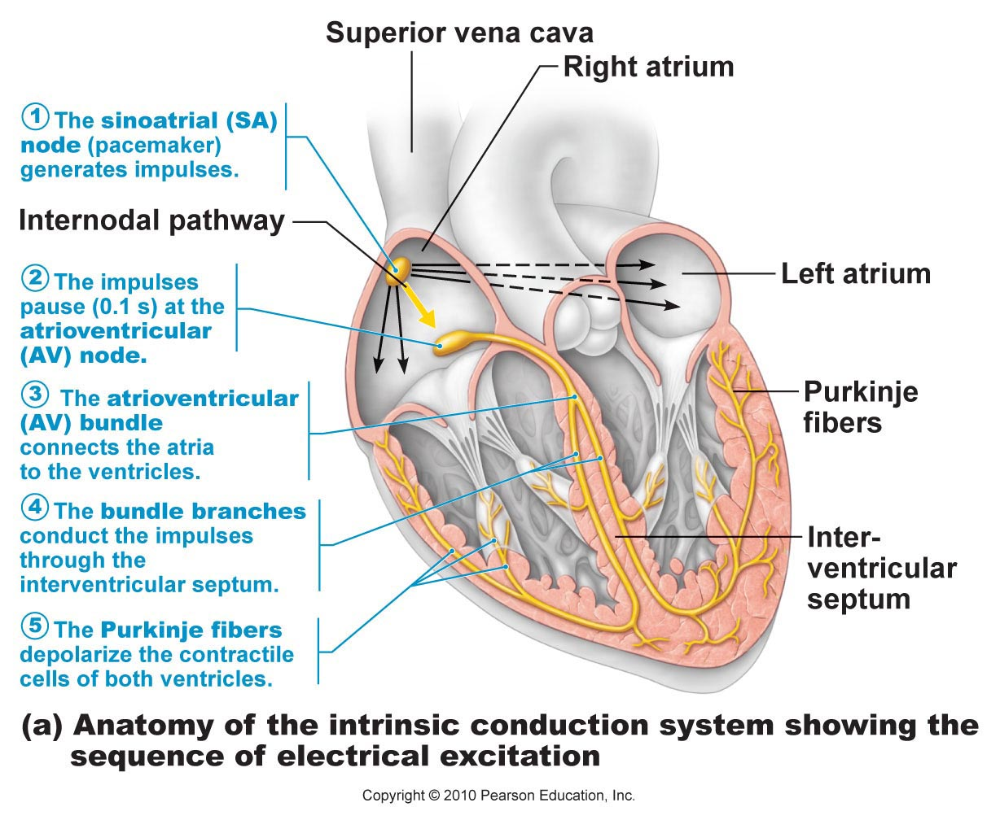 Superior vena cava
Right atrium
① The sinoatrial (SA)
node (pacemaker)
generates impulses.
Internodal pathway
② The impulses
pause (0.1 s) at the
atrioventricular
(AV) node.
Left atrium
③ The atrioventricular
(AV) bundle
connects the atria
to the ventricles.
Purkinje
fibers
④ The bundle branches
conduct the impulses
through the
interventricular septum.
Inter-
ventricular
septum
⑤ The Purkinje fibers
depolarize the contractile
cells of both ventricles.
(a) Anatomy of the intrinsic conduction system showing the
sequence of electrical excitation
Copyright © 2010 Pearson Education, Inc.